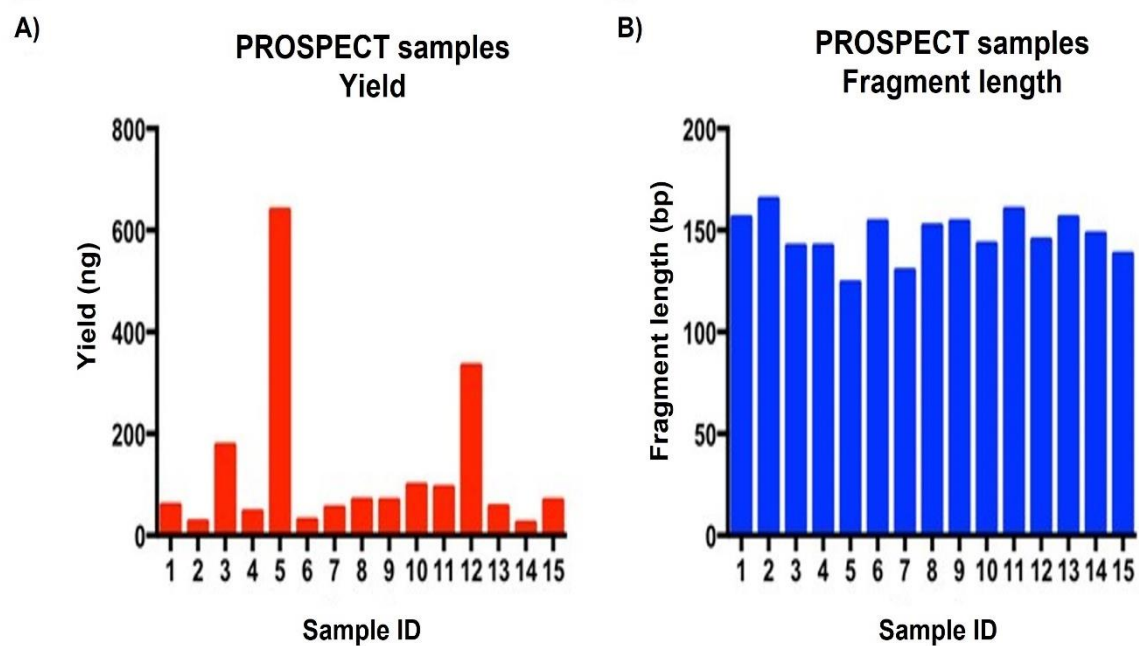 A)
PROSPECT samples
Yield
Yield (ng)
800
600
400
200
0
1 2 3 4 5 6 7 8 9 10 11 12 13 14 15
Sample ID
B)
PROSPECT samples
Fragment length
Fragment length (bp)
200
150
100
50
0
1 2 3 4 5 6 7 8 9 10 11 12 13 14 15
Sample ID